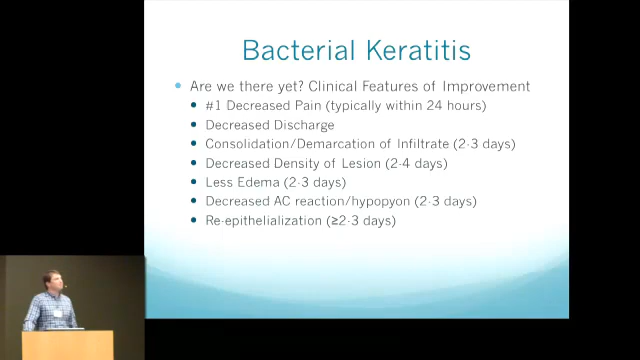 Bacterial Keratitis
Are we there yet? Clinical Features of Improvement
#1 Decreased Pain (typically within 24 hours)
Decreased Discharge
Consolidation/Demarcation of Infiltrate (2-3 days)
Decreased Density of Lesion (2-4 days)
Less Edema (2-3 days)
Decreased AC reaction/hypopyon (2-3 days)
Re-epithelialization (≥2-3 days)